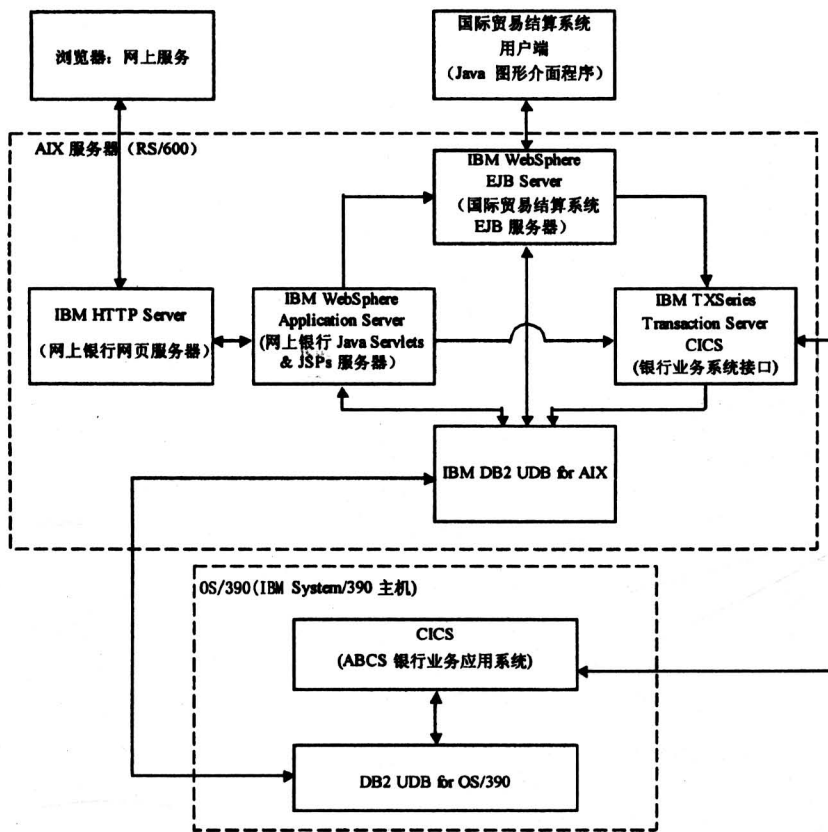 浏览器：网上服务
国际贸易结算系统
用户端
（Java 图形介面程序）
AIX 服务器（RS/600）
IBM WebSphere
EJB Server
（国际贸易结算系统
EJB 服务器）
IBM HTTP Server
（网上银行网页服务器）
IBM WebSphere
Application Server
(网上银行 Java Servlets
& JSPs 服务器）
IBM TXSeries
Transaction Server
CICS
(银行业务系统接口)
IBM DB2 UDB for AIX
OS/390(IBM System/390 主机)
CICS
(ABCS 银行业务应用系统)
DB2 UDB for OS/390